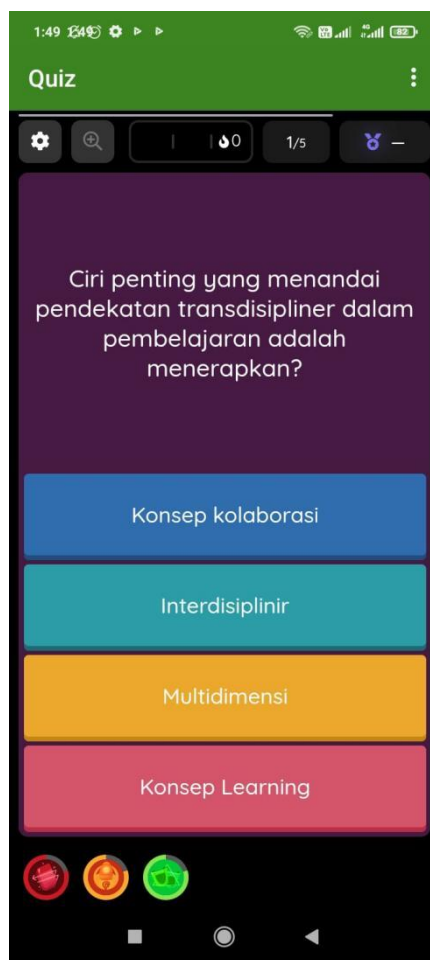 1:49
82
Quiz
0
1/5
–
Ciri penting yang menandai
pendekatan transdisipliner dalam
pembelajaran adalah
menerapkan?
Konsep kolaborasi
Interdisiplinir
Multidimensi
Konsep Learning